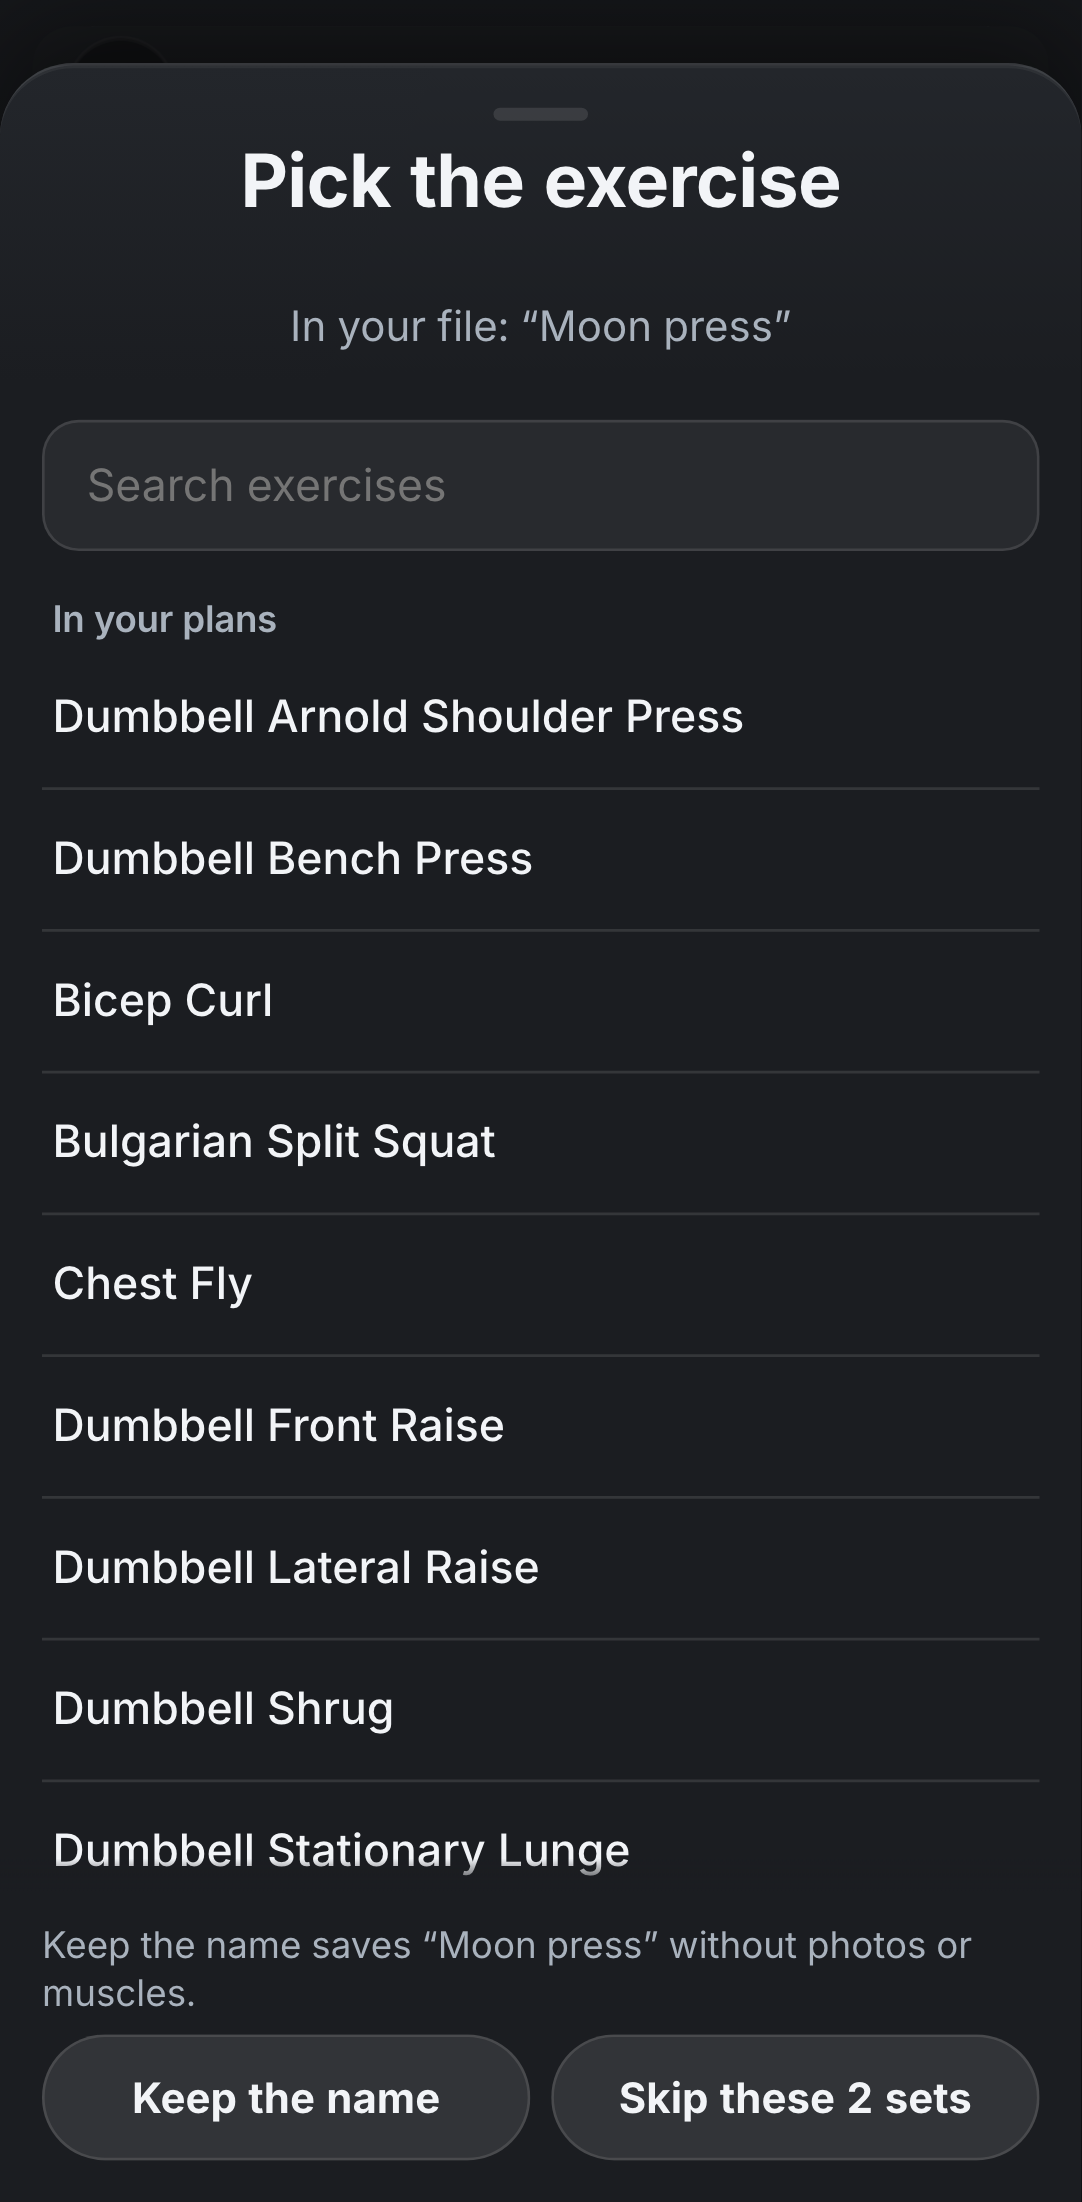 Pick the exercise
In your file: “Moon press”
Search exercises
In your plans
Dumbbell Arnold Shoulder Press
Dumbbell Bench Press
Bicep Curl
Bulgarian Split Squat
Chest Fly
Dumbbell Front Raise
Dumbbell Lateral Raise
Dumbbell Shrug
Dumbbell Stationary Lunge
Keep the name saves “Moon press” without photos or
muscles.
Keep the name
Skip these 2 sets